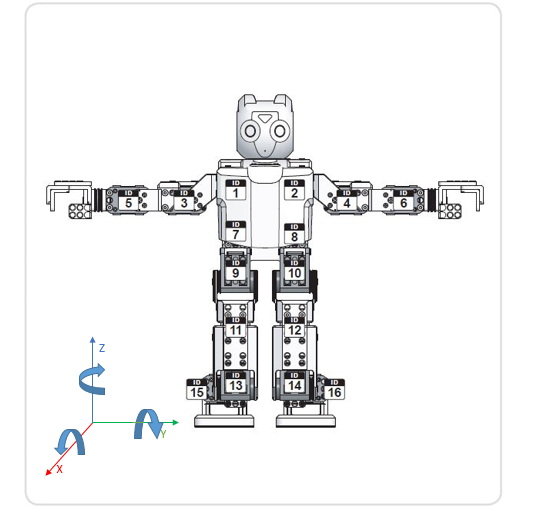 ID ID
1 2
ID ID ID ID
5 3 4 6
ID ID
7 8
ID ID
9 10
ID ID
11 12
Z
ID ID ID ID
15 13 14 16
Y
X